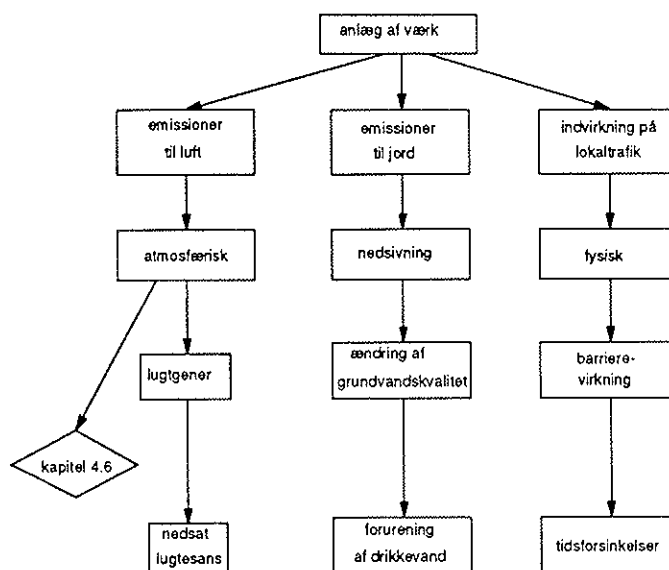 anlæg af værk
emissioner
til luft
emissioner
til jord
indvirkning på
lokaltrafik
atmosfærisk
nedsivning
fysisk
lugtgener
ændring af
grundvandskvalitet
barriere-
virkning
kapitel 4.6
nedsat
lugtesans
forurening
af drikkevand
tidsforsinkelser